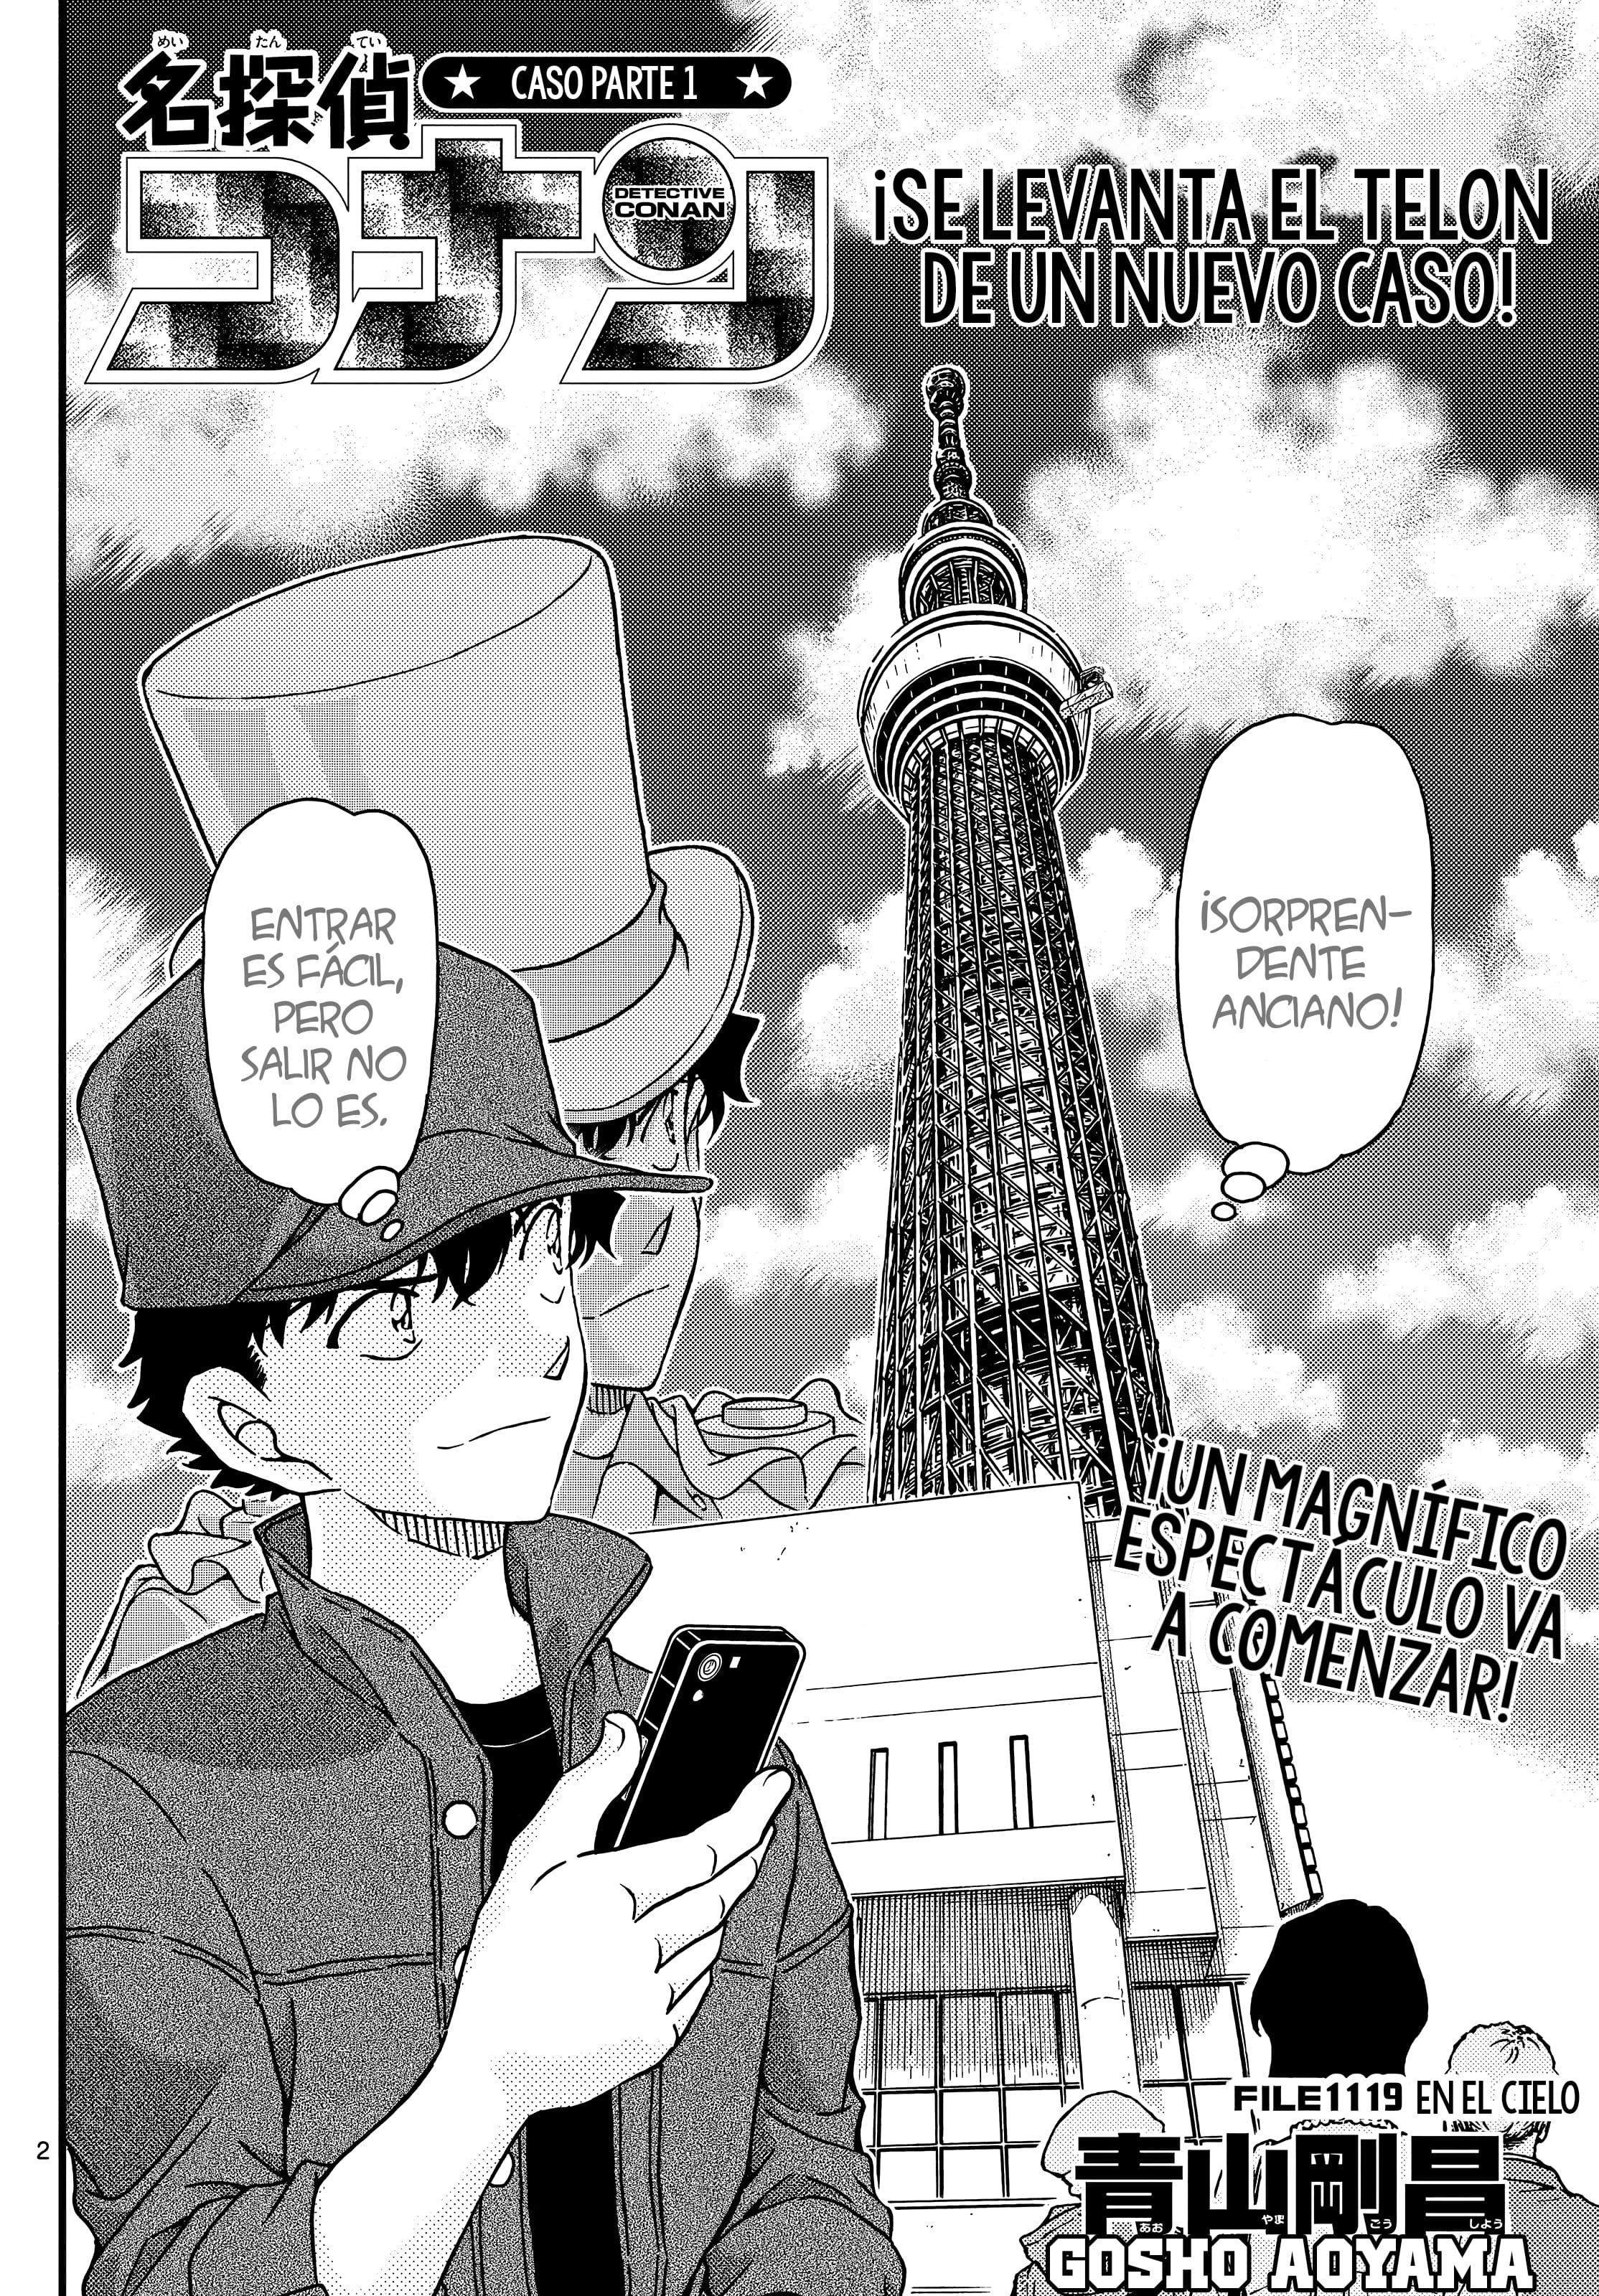 めい たん てい
名探偵
★ CASO PARTE 1 ★
コナン
DETECTIVE
CONAN
¡SE LEVANTA EL TELON
DE UN NUEVO CASO!
¡SORPREN-
DENTE
ANCIANO!
ENTRAR
ES FÁCIL,
PERO
SALIR NO
LO ES.
¡UN MAGNÍFICO
ESPECTÁCULO VA
A COMENZAR!
FILE1119 EN EL CIELO
青山剛昌
あお やま ごう しょう
GOSHO AOYAMA
2